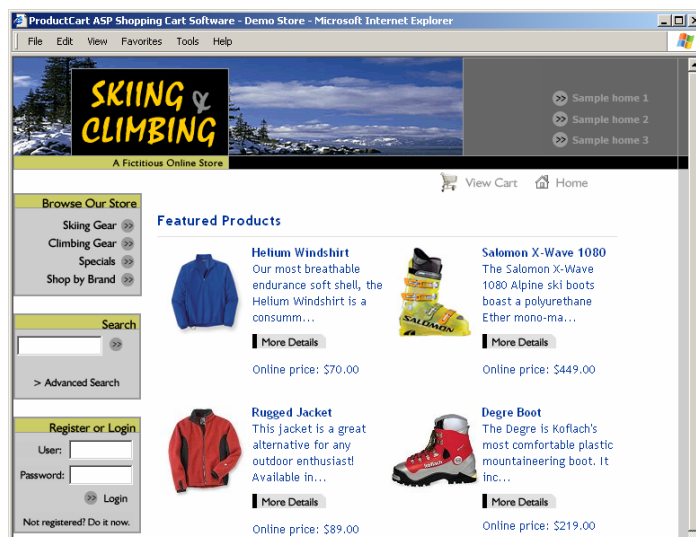 ProductCart ASP Shopping Cart Software - Demo Store - Microsoft Internet Explorer
File Edit View Favorites Tools Help
SKIING &
CLIMBING
A Fictitious Online Store
Sample home 1
Sample home 2
Sample home 3
View Cart Home
Browse Our Store
Skiing Gear
Climbing Gear
Specials
Shop by Brand
Search
> Advanced Search
Register or Login
User:
Password:
Login
Not registered? Do it now.
Featured Products
Helium Windshirt
Our most breathable
endurance soft shell, the
Helium Windshirt is a
consumm...
More Details
Online price: $70.00
SALOMON
Salomon X-Wave 1080
The Salomon X-Wave
1080 Alpine ski boots
boast a polyurethane
Ether mono-ma...
More Details
Online price: $449.00
Rugged Jacket
This jacket is a great
alternative for any
outdoor enthusiast!
Available in...
More Details
Online price: $89.00
koflach
Degre Boot
The Degre is Koflach's
most comfortable plastic
mountaineering boot. It
inc...
More Details
Online price: $219.00